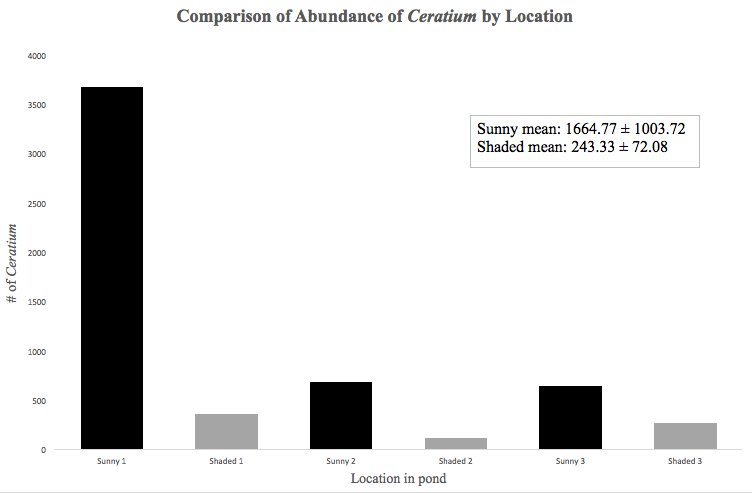 Comparison of Abundance of Ceratium by Location
4000
3500
3000
2500
2000
1500
1000
500
0
# of Ceratium
Sunny mean: 1664.77 ± 1003.72
Shaded mean: 243.33 ± 72.08
Sunny 1 Shaded 1 Sunny 2 Shaded 2 Sunny 3 Shaded 3
Location in pond